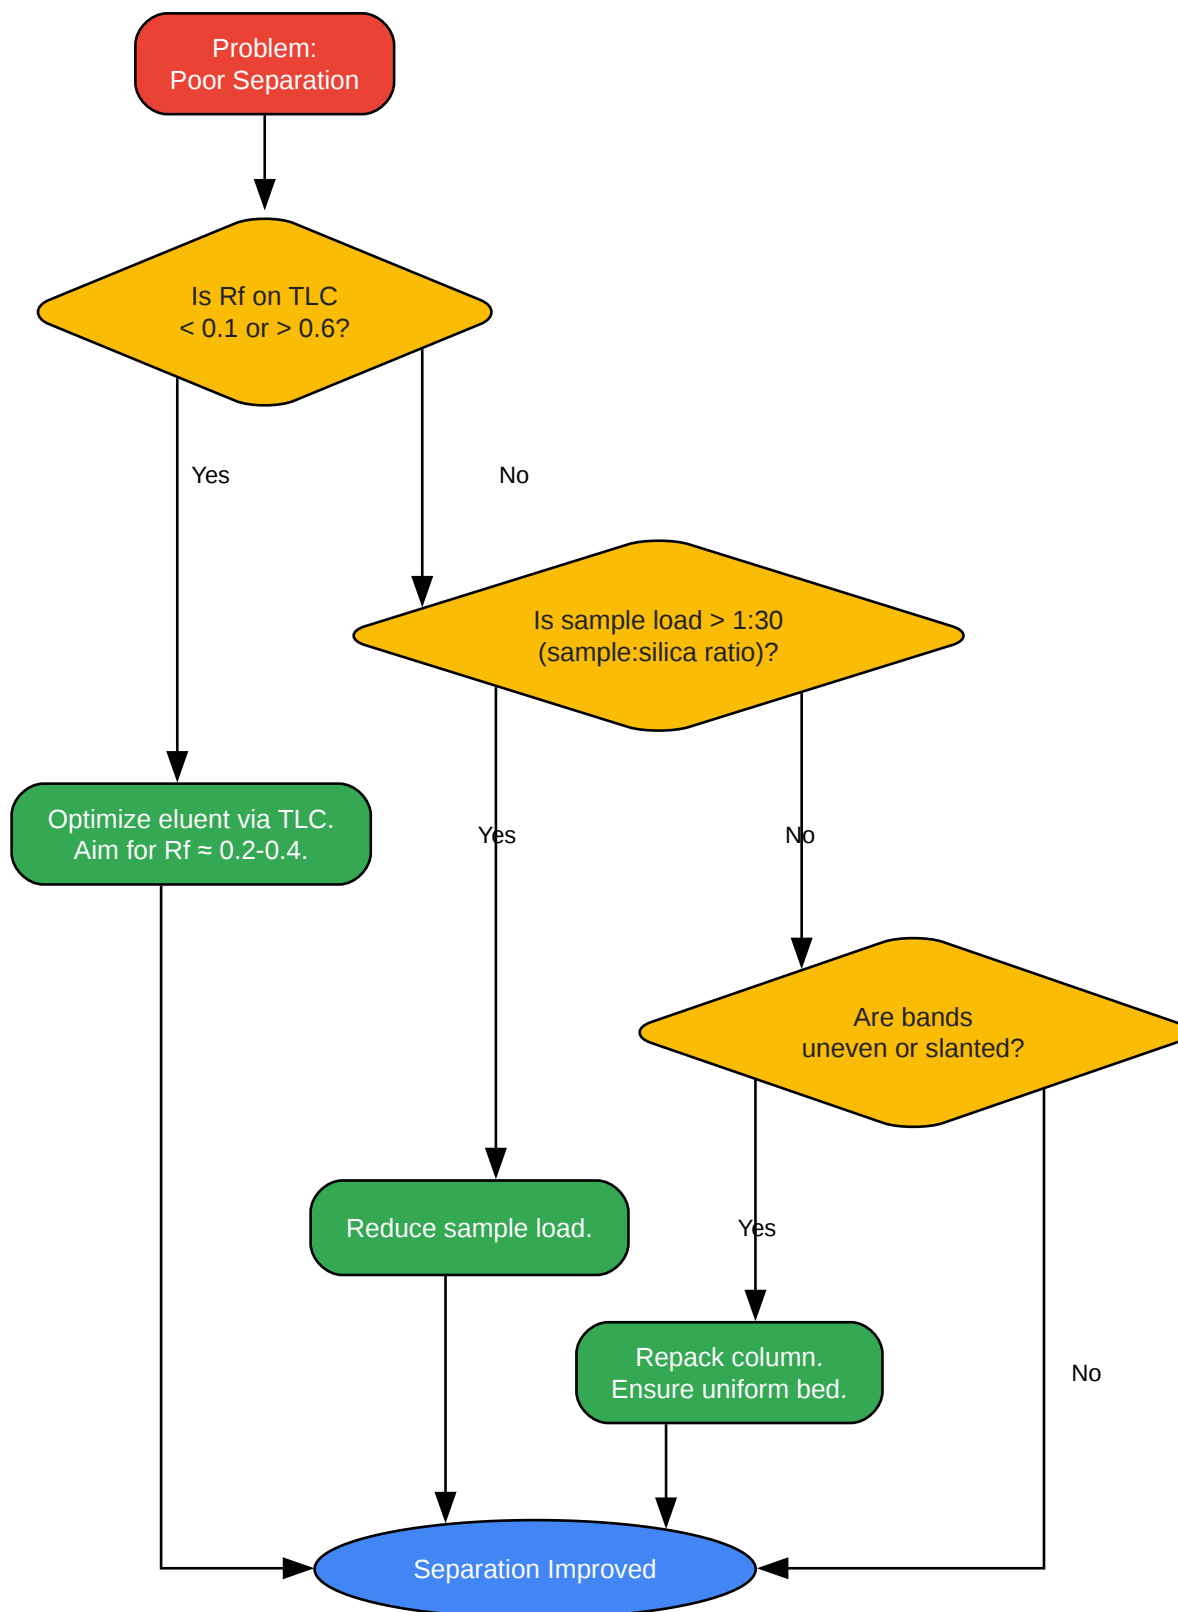 Problem:
Poor Separation
Is Rf on TLC
< 0.1 or > 0.6?
Yes
No
Is sample load > 1:30
(sample:silica ratio)?
Optimize eluent via TLC.
Aim for Rf ≈ 0.2-0.4.
Yes
No
Are bands
uneven or slanted?
Reduce sample load.
Yes
Repack column.
Ensure uniform bed.
No
Separation Improved